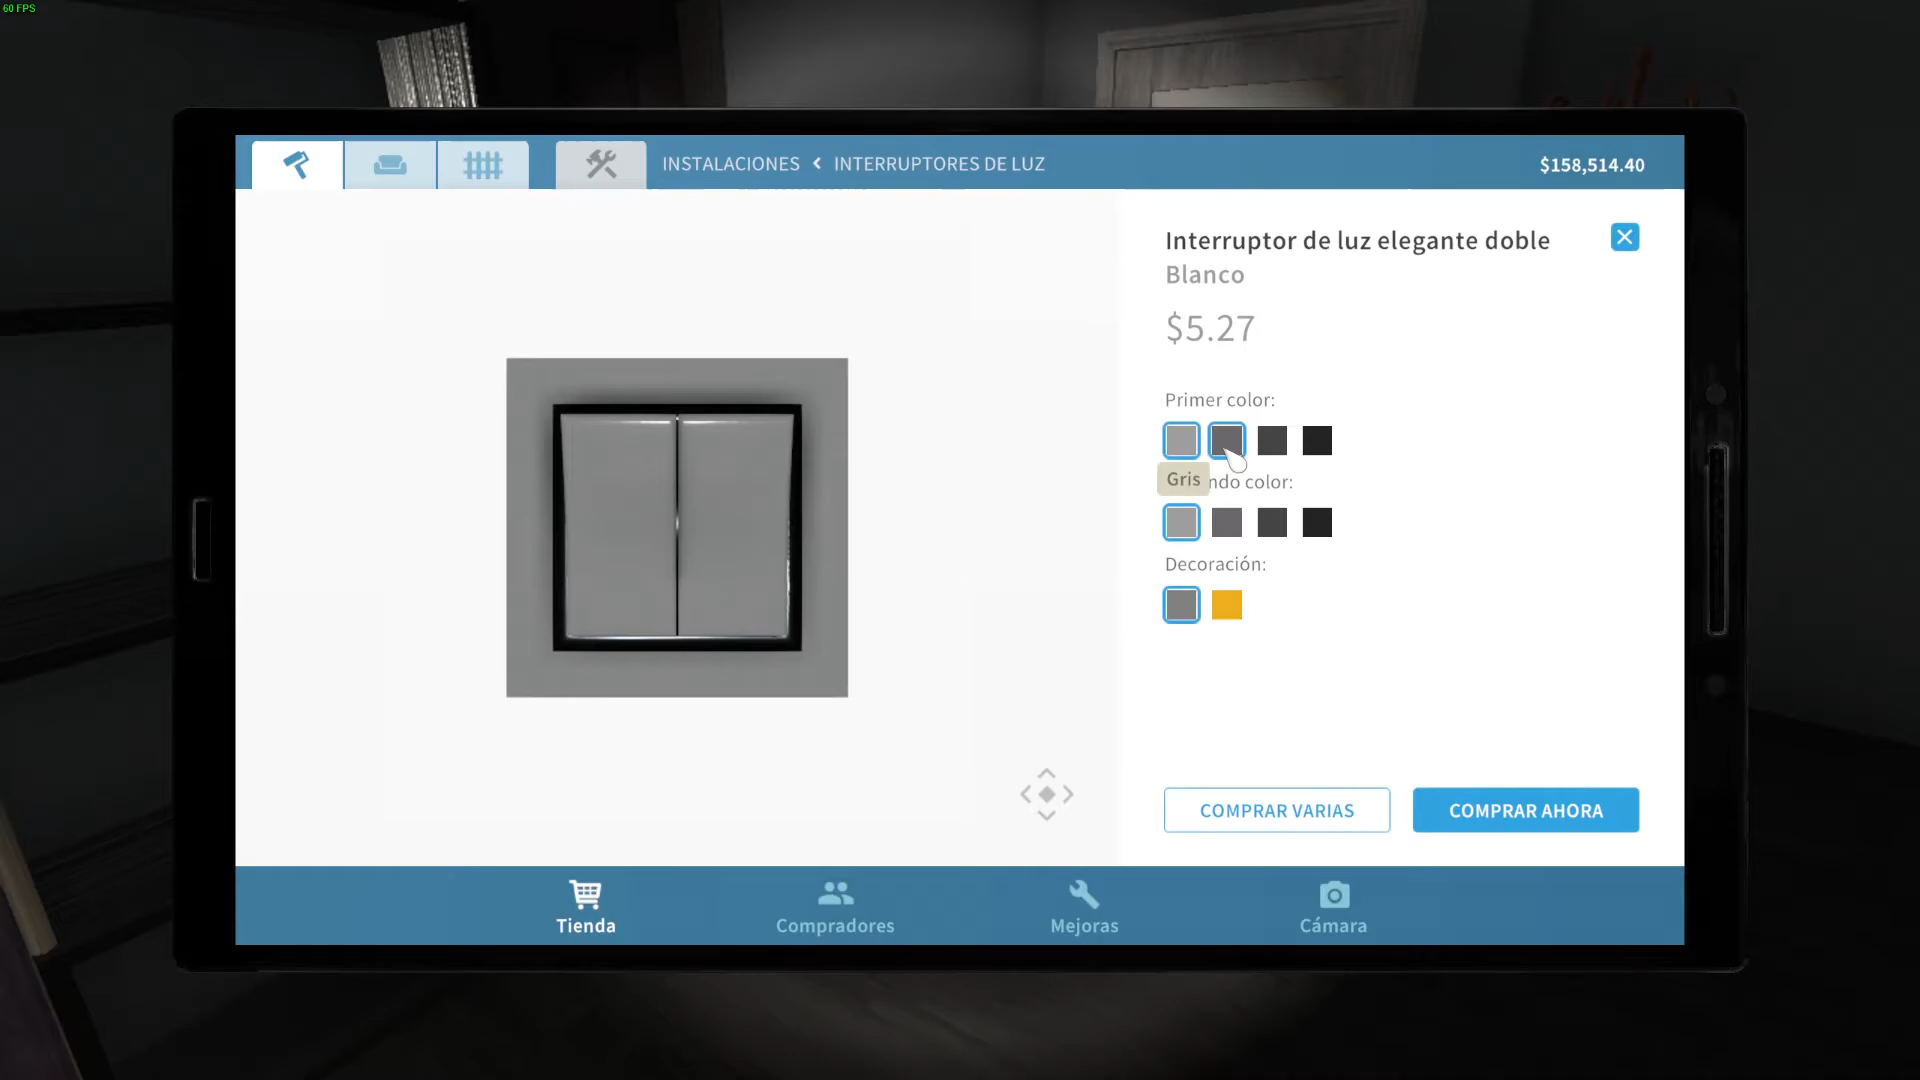 60 FPS
INSTALACIONES < INTERRUPTORES DE LUZ
$158,514.40
Interruptor de luz elegante doble
Blanco
$5.27
Primer color:
Gris
ndo color:
Decoración:
COMPRAR VARIAS
COMPRAR AHORA
Tienda
Compradores
Mejoras
Cámara